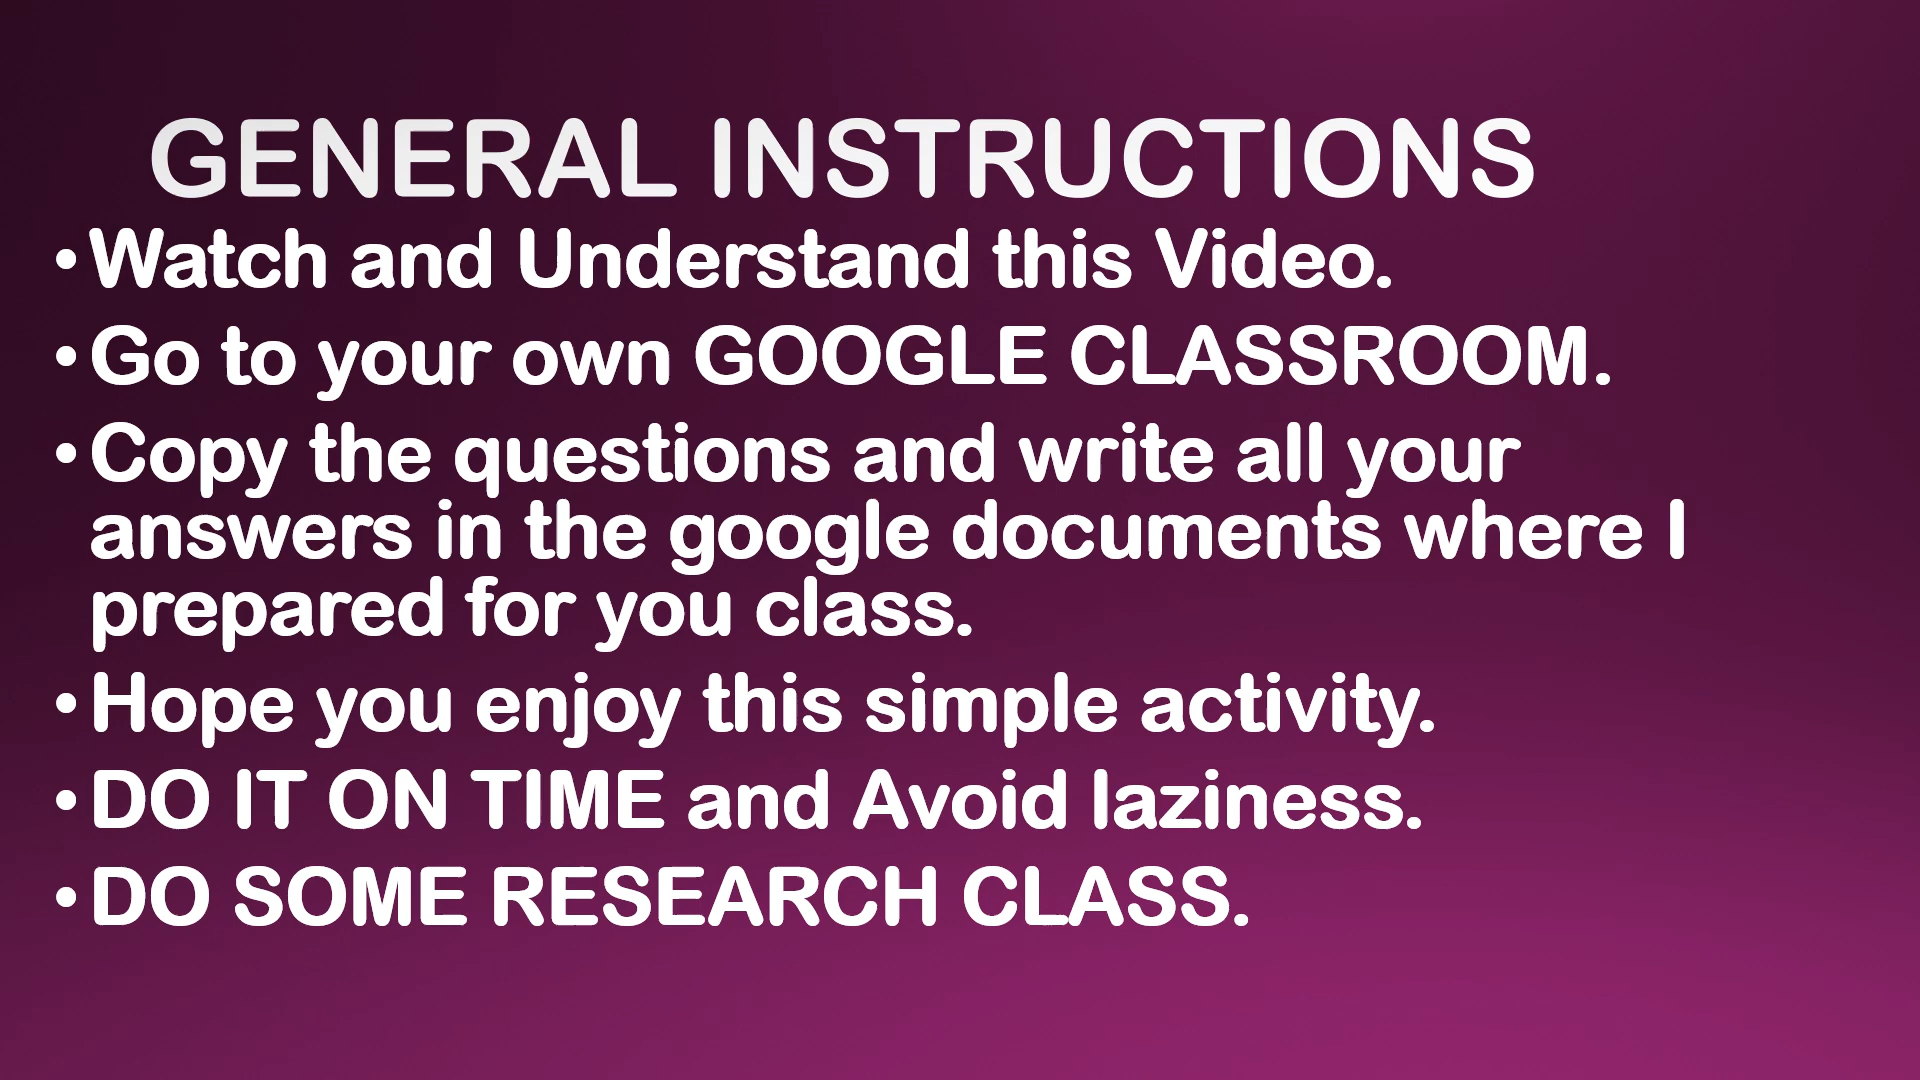 GENERAL INSTRUCTIONS
• Watch and Understand this Video.
• Go to your own GOOGLE CLASSROOM.
• Copy the questions and write all your
answers in the google documents where I
prepared for you class.
• Hope you enjoy this simple activity.
• DO IT ON TIME and Avoid laziness.
• DO SOME RESEARCH CLASS.